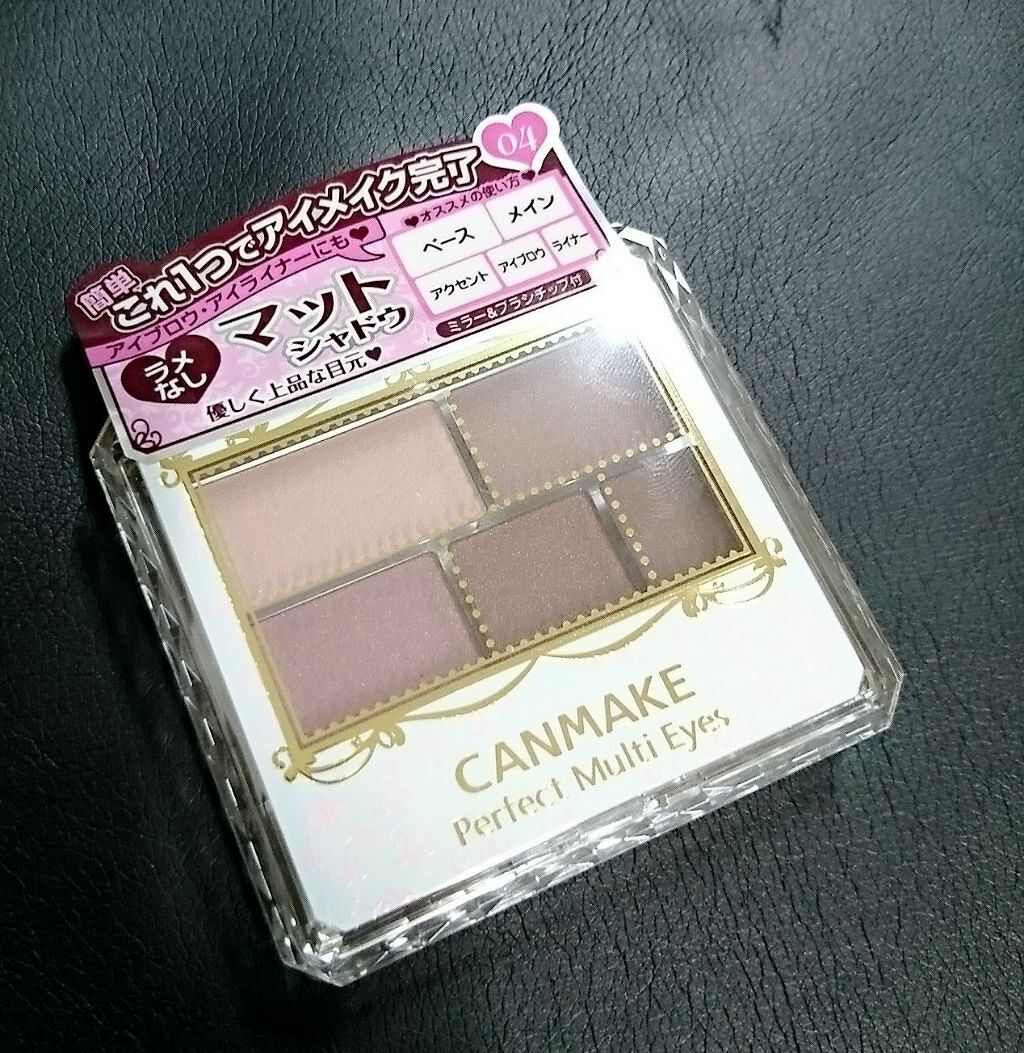 04
簡単
これ1つでアイメイク完了
アイブロウ・アイライナーにも♥
ラメ
なし
マット
シャドウ
優しく上品な目元♥
♥オススメの使い方♥
ベース
メイン
アクセント
アイブロウ
ライナー
ミラー&ブラシチップ付
CANMAKE
Perfect Multi Eyes